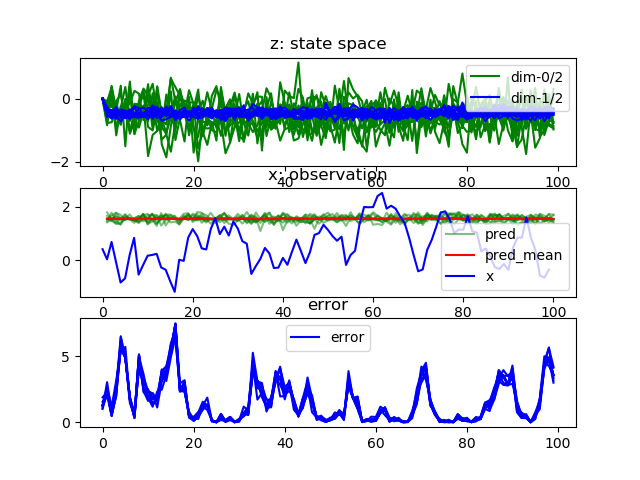 z: state space
0
−2
dim-0/2
dim-1/2
0 20 40 60 80 100
x: observation
2
0
pred
pred_mean
x
0 20 40 60 80 100
error
5
0
error
0 20 40 60 80 100